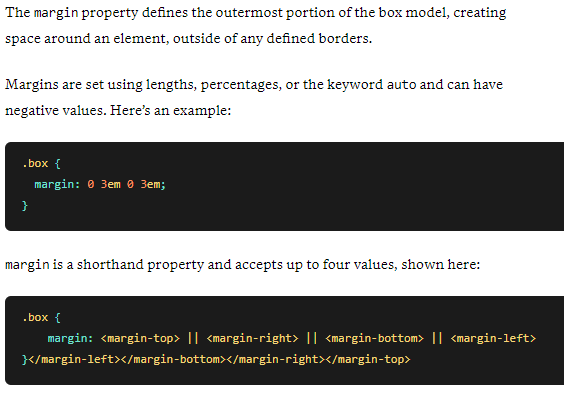 The margin property defines the outermost portion of the box model, creating
space around an element, outside of any defined borders.
Margins are set using lengths, percentages, or the keyword auto and can have
negative values. Here’s an example:
.box {
  margin: 0 3em 0 3em;
}
margin is a shorthand property and accepts up to four values, shown here:
.box {
    margin: <margin-top> || <margin-right> || <margin-bottom> || <margin-left>
}</margin-left></margin-bottom></margin-right></margin-top>